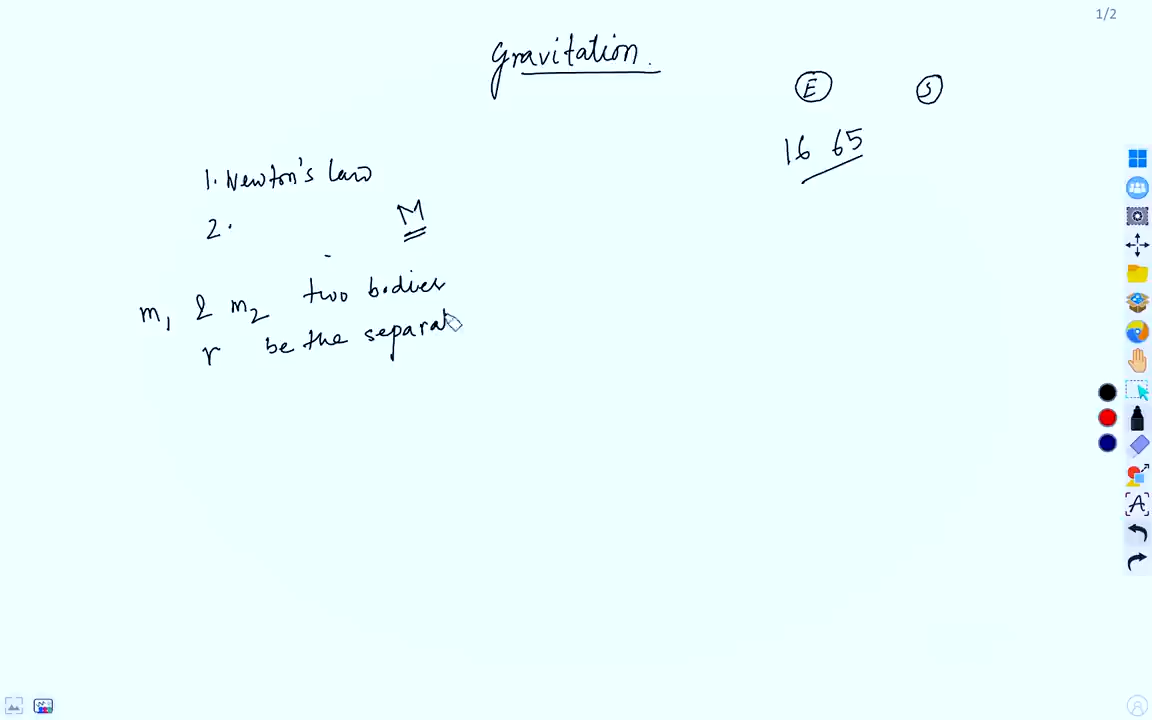 1/2
Gravitation.
E S
16 65
1. Newton's law
2.
M
m₁ & m₂ two bodies
r be the separat